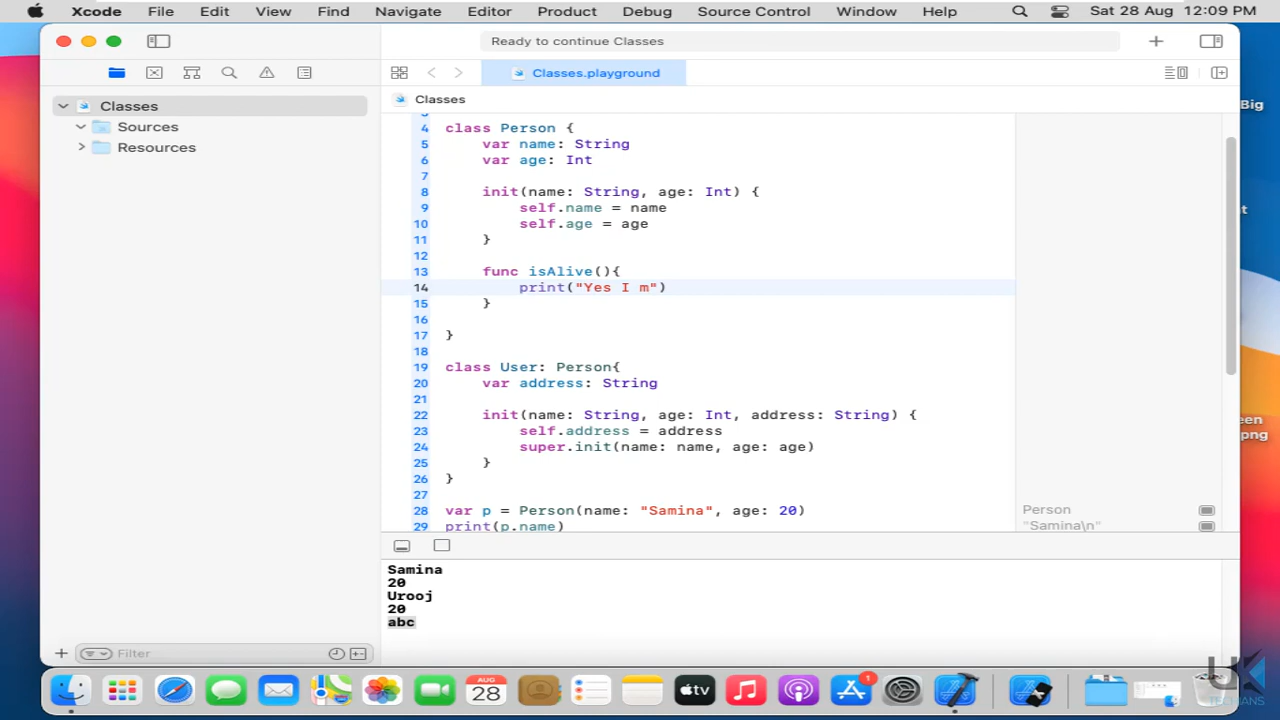 Xcode File Edit View Find Navigate Editor Product Debug Source Control Window Help Sat 28 Aug 12:09 PM
Ready to continue Classes
Classes.playground
Classes
Classes
Sources
Resources
4 class Person {
5 var name: String
6 var age: Int
7
8 init(name: String, age: Int) {
9 self.name = name
10 self.age = age
11 }
12
13 func isAlive(){
14 print("Yes I m")
15 }
16
17 }
18
19 class User: Person{
20 var address: String
21
22 init(name: String, age: Int, address: String) {
23 self.address = address
24 super.init(name: name, age: age)
25 }
26 }
27
28 var p = Person(name: "Samina", age: 20)
29 print(p.name)
Person
"Samina\n"
Samina
20
Urooj
20
abc
Filter
Big
png
AUG
28
tv
1
UK